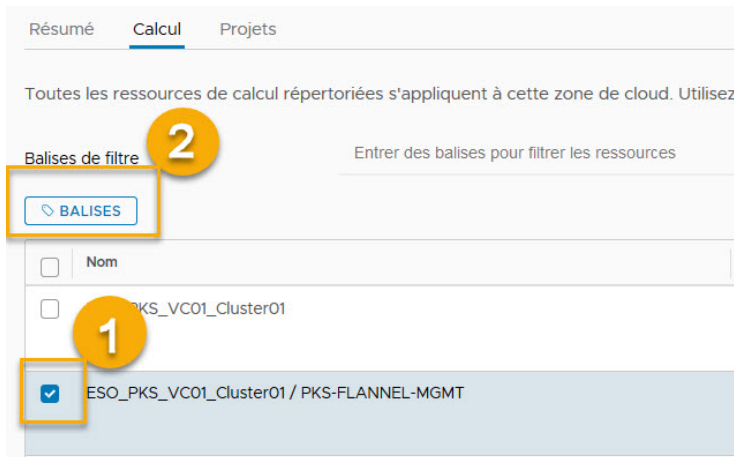 Résumé Calcul Projets
Toutes les ressources de calcul répertoriées s'appliquent à cette zone de cloud. Utilisez
2
Balises de filtre Entrer des balises pour filtrer les ressources
BALISES
Nom
PKS_VC01_Cluster01
1
ESO_PKS_VC01_Cluster01 / PKS-FLANNEL-MGMT